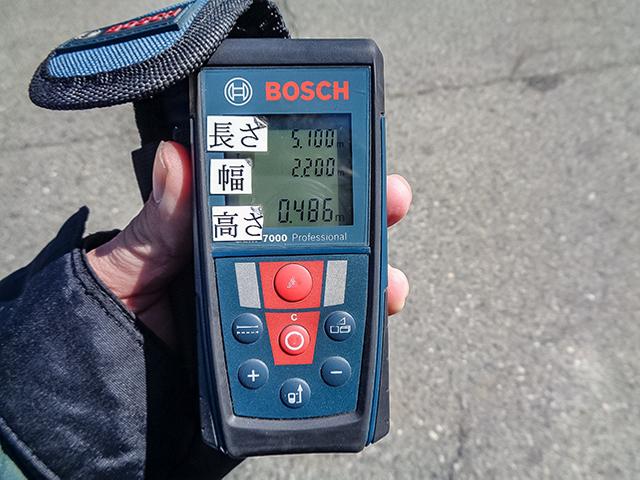 BOSCH
長さ 5.100m
幅 2.200m
高さ 0.486m
7000 Professional
C